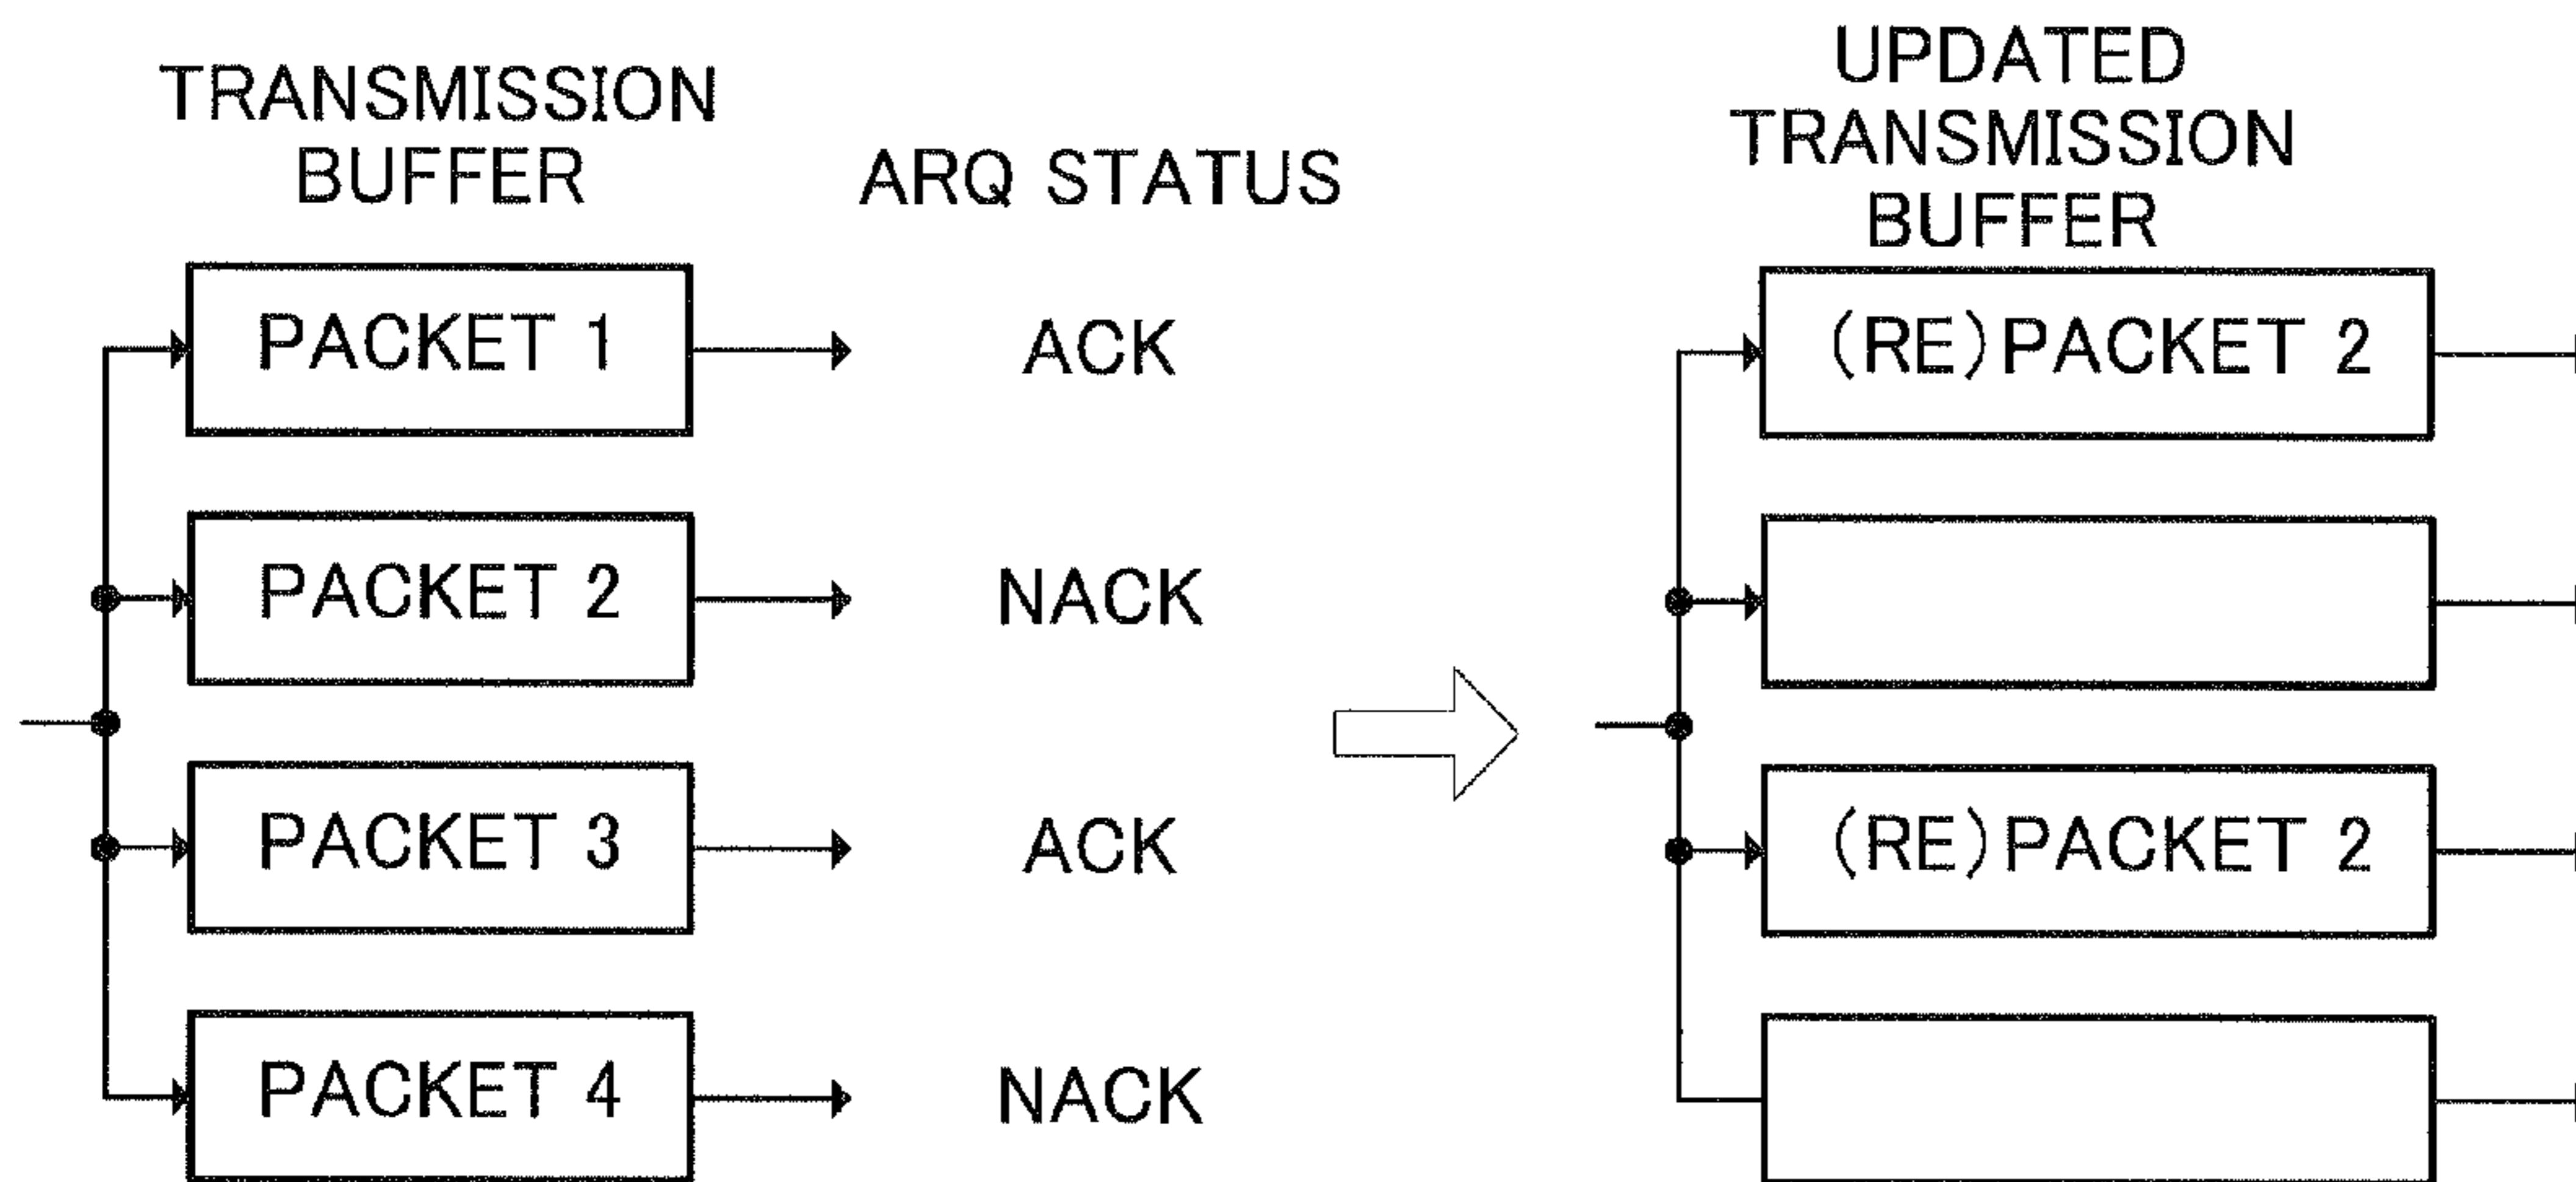 TRANSMISSION
BUFFER
ARQ STATUS
PACKET 1
ACK
PACKET 2
NACK
PACKET 3
ACK
PACKET 4
NACK
UPDATED
TRANSMISSION
BUFFER
(RE)PACKET 2
(RE)PACKET 2